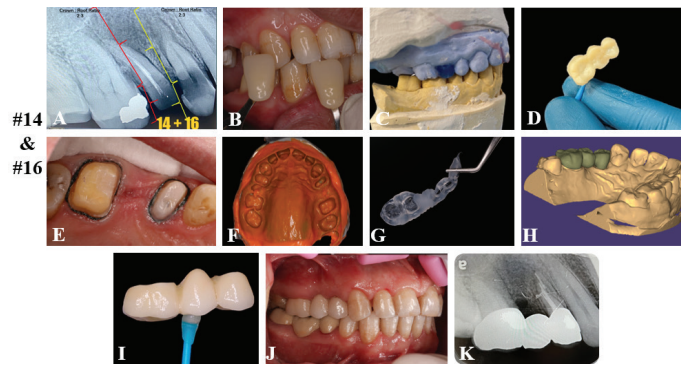 Crown : Root Ratio
2:3
Crown : Root Ratio
2:3
14 + 16
A
B
C
D
#14
&
#16
E
F
G
H
I
J
a
K